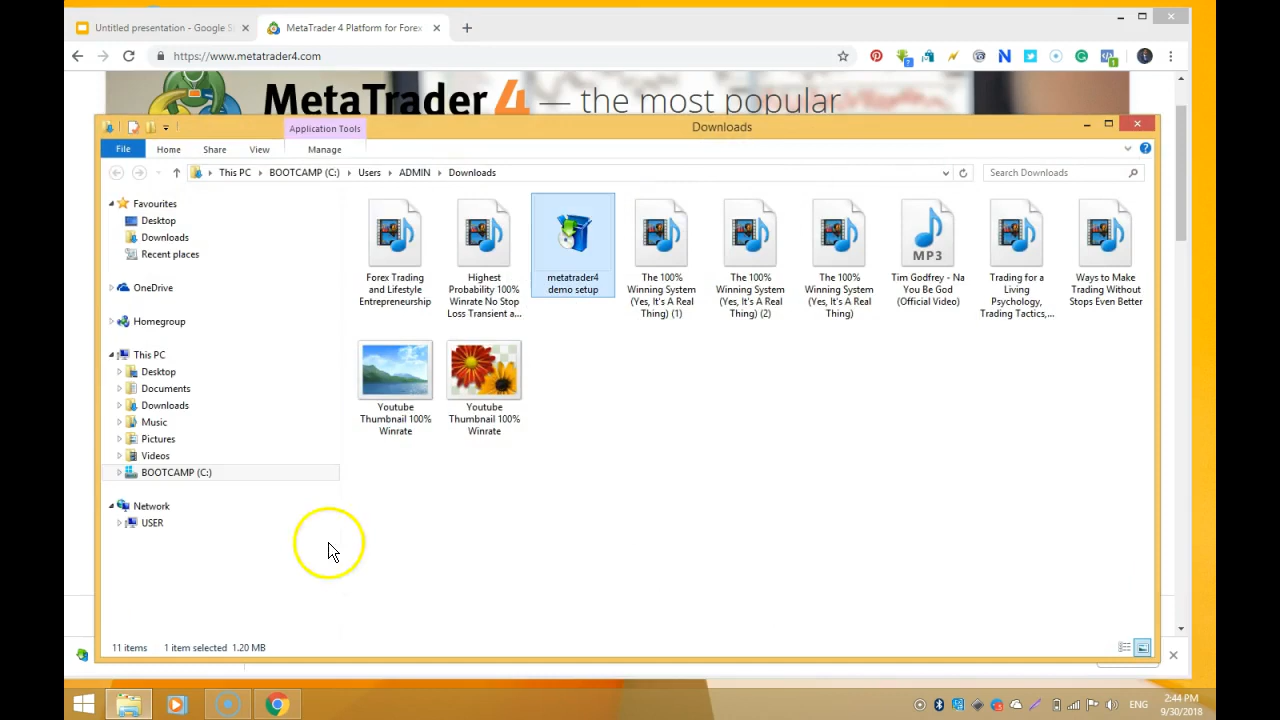 Untitled presentation - Google S
MetaTrader 4 Platform for Forex
https://www.metatrader4.com
MetaTrader 4 — the most popular
Application Tools
Downloads
File
Home
Share
View
Manage
This PC
BOOTCAMP (C:)
Users
ADMIN
Downloads
Search Downloads
Favourites
Desktop
Downloads
Recent places
OneDrive
Homegroup
This PC
Desktop
Documents
Downloads
Music
Pictures
Videos
BOOTCAMP (C:)
Network
USER
Forex Trading
and Lifestyle
Entrepreneurship
Highest
Probability 100%
Winrate No Stop
Loss Transient a...
metatrader4
demo setup
The 100%
Winning System
(Yes, It's A Real
Thing) (1)
The 100%
Winning System
(Yes, It's A Real
Thing) (2)
The 100%
Winning System
(Yes, It's A Real
Thing)
MP3
Tim Godfrey - Na
You Be God
(Official Video)
Trading for a
Living
Psychology,
Trading Tactics,...
Ways to Make
Trading Without
Stops Even Better
Youtube
Thumbnail 100%
Winrate
Youtube
Thumbnail 100%
Winrate
11 items
1 item selected 1.20 MB
ENG
2:44 PM
9/30/2018